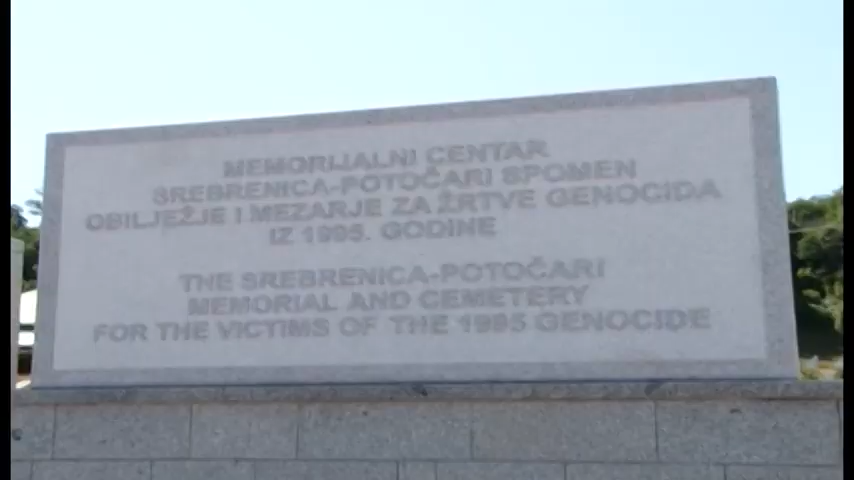 MEMORIJALNI CENTAR
SREBRENICA-POTOČARI SPOMEN
OBILJEŽJE I MEZARJE ZA ŽRTVE GENOCIDA
IZ 1995. GODINE
THE SREBRENICA-POTOČARI
MEMORIAL AND CEMETERY
FOR THE VICTIMS OF THE 1995 GENOCIDE